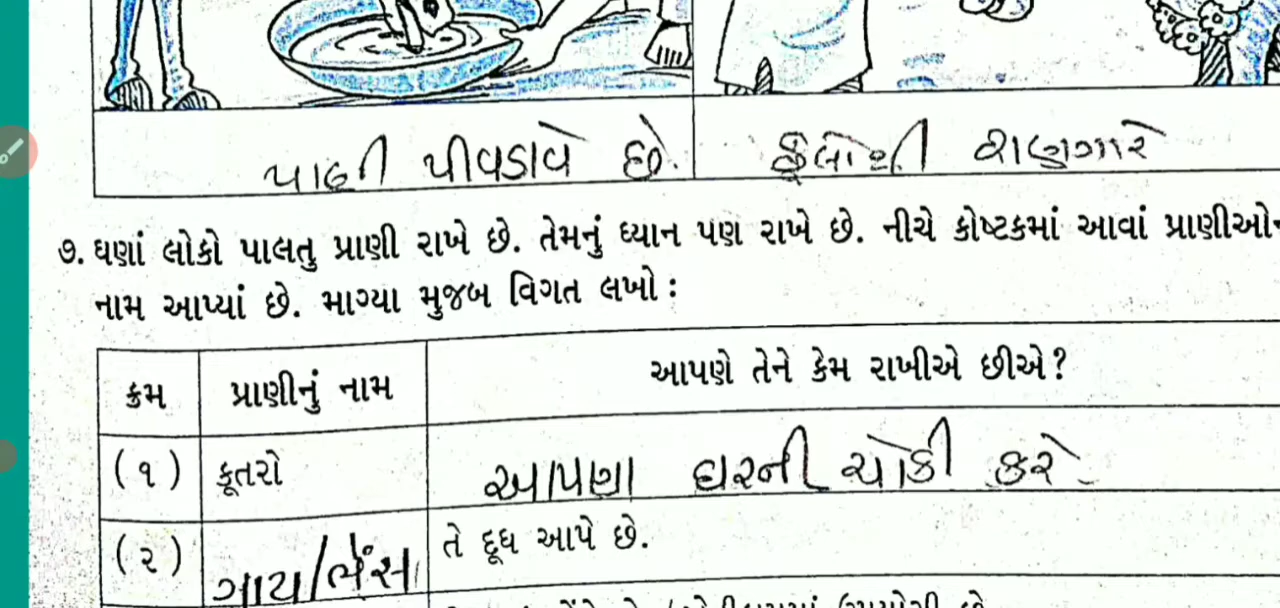 પાણી પીવડાવે છે.
ફૂલોથી શણગારે
૭. ઘણાં લોકો પાલતુ પ્રાણી રાખે છે. તેમનું ધ્યાન પણ રાખે છે. નીચે કોષ્ટકમાં આવાં પ્રાણીઓન
નામ આપ્યાં છે. માગ્યા મુજબ વિગત લખો :
ક્રમ પ્રાણીનું નામ આપણે તેને કેમ રાખીએ છીએ?
(૧) કૂતરો આપણા ઘરની ચોકી કરે
(૨) ગાય/ભેંસ તે દૂધ આપે છે.